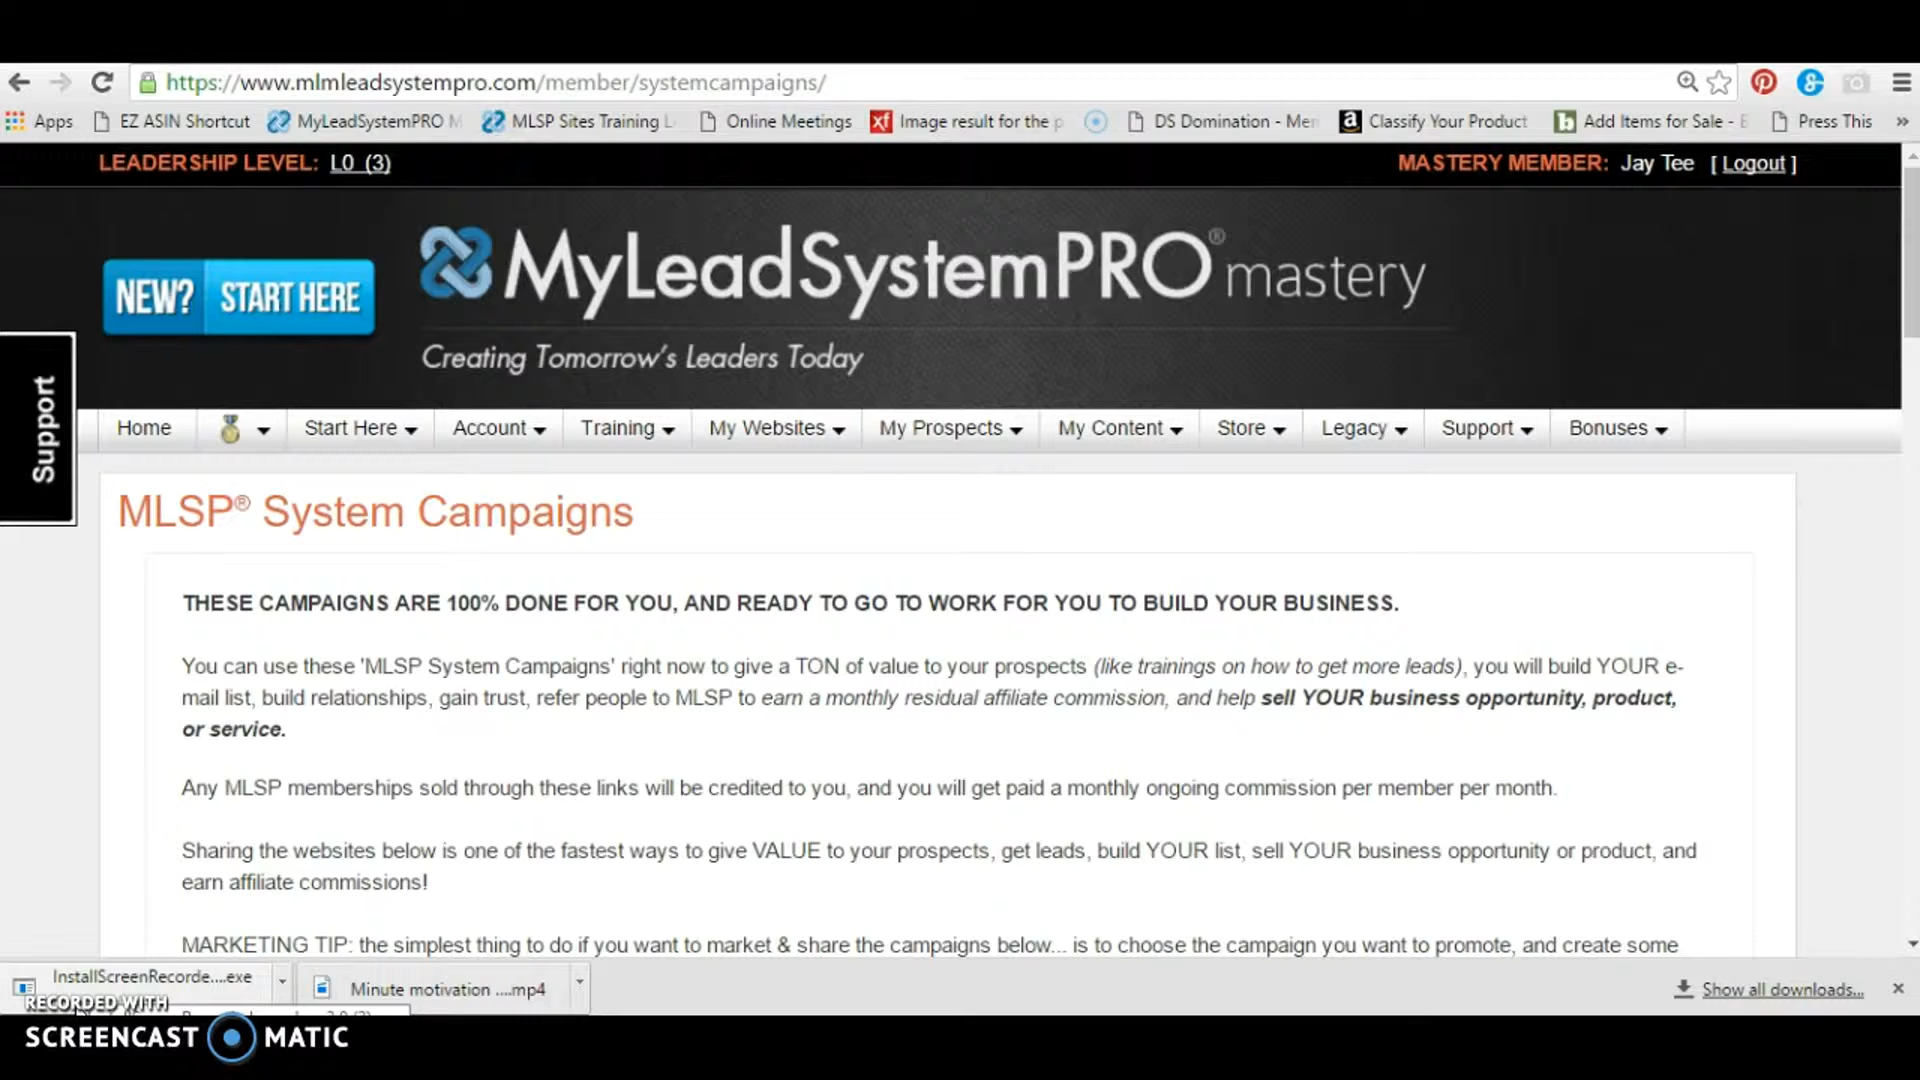 https://www.mlmleadsystempro.com/member/systemcampaigns/
Apps EZ ASIN Shortcut MyLeadSystemPRO M MLSP Sites Training L Online Meetings Image result for the p DS Domination - Mem Classify Your Product Add Items for Sale - Press This »
LEADERSHIP LEVEL: L0 (3) MASTERY MEMBER: Jay Tee [ Logout ]
NEW? START HERE
MyLeadSystemPRO® mastery
Creating Tomorrow's Leaders Today
Support
Home Start Here Account Training My Websites My Prospects My Content Store Legacy Support Bonuses
MLSP® System Campaigns
THESE CAMPAIGNS ARE 100% DONE FOR YOU, AND READY TO GO TO WORK FOR YOU TO BUILD YOUR BUSINESS.
You can use these 'MLSP System Campaigns' right now to give a TON of value to your prospects (like trainings on how to get more leads), you will build YOUR e-
mail list, build relationships, gain trust, refer people to MLSP to earn a monthly residual affiliate commission, and help sell YOUR business opportunity, product,
or service.
Any MLSP memberships sold through these links will be credited to you, and you will get paid a monthly ongoing commission per member per month.
Sharing the websites below is one of the fastest ways to give VALUE to your prospects, get leads, build YOUR list, sell YOUR business opportunity or product, and
earn affiliate commissions!
MARKETING TIP: the simplest thing to do if you want to market & share the campaigns below... is to choose the campaign you want to promote, and create some
InstallScreenRecorde....exe Minute motivation ....mp4 Show all downloads...
RECORDED WITH
SCREENCAST MATIC